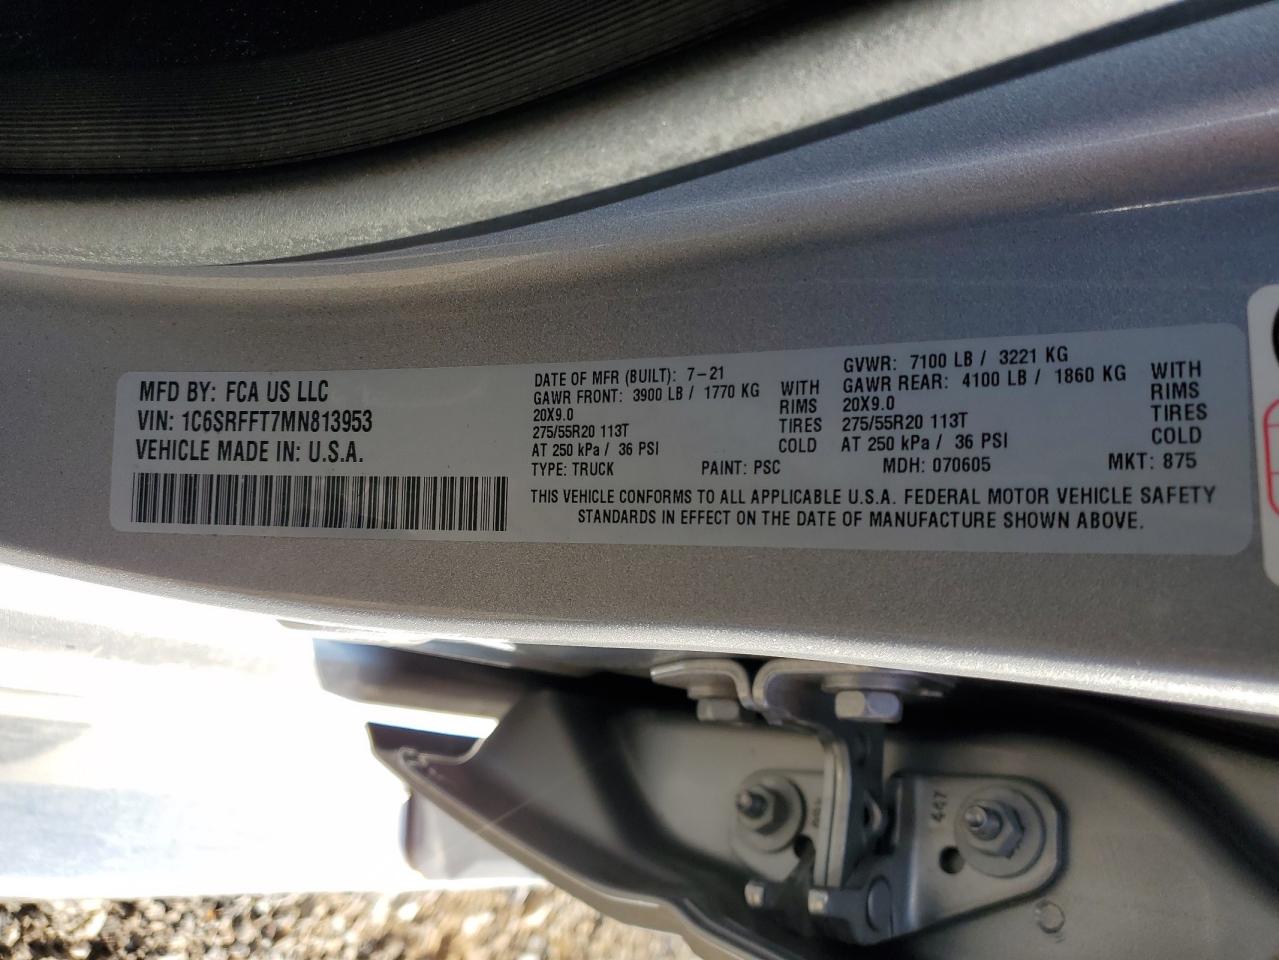 MFD BY: FCA US LLC
VIN: 1C6SRFFT7MN813953
VEHICLE MADE IN: U.S.A.
DATE OF MFR (BUILT): 7-21
GAWR FRONT: 3900 LB / 1770 KG WITH
20X9.0 RIMS
275/55R20 113T TIRES
AT 250 kPa / 36 PSI COLD
GVWR: 7100 LB / 3221 KG
GAWR REAR: 4100 LB / 1860 KG WITH
20X9.0 RIMS
275/55R20 113T TIRES
AT 250 kPa / 36 PSI COLD
TYPE: TRUCK PAINT: PSC MDH: 070605 MKT: 875
THIS VEHICLE CONFORMS TO ALL APPLICABLE U.S.A. FEDERAL MOTOR VEHICLE SAFETY
STANDARDS IN EFFECT ON THE DATE OF MANUFACTURE SHOWN ABOVE.
447